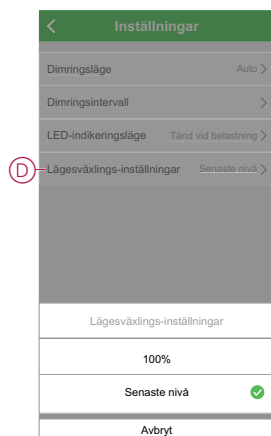 Inställningar
Dimringsläge Auto
Dimringsintervall
LED-indikeringsläge Tänd vid belastning
D Lägesväxlings-inställningar Senaste nivå
Lägesväxlings-inställningar
100%
Senaste nivå
Avbryt